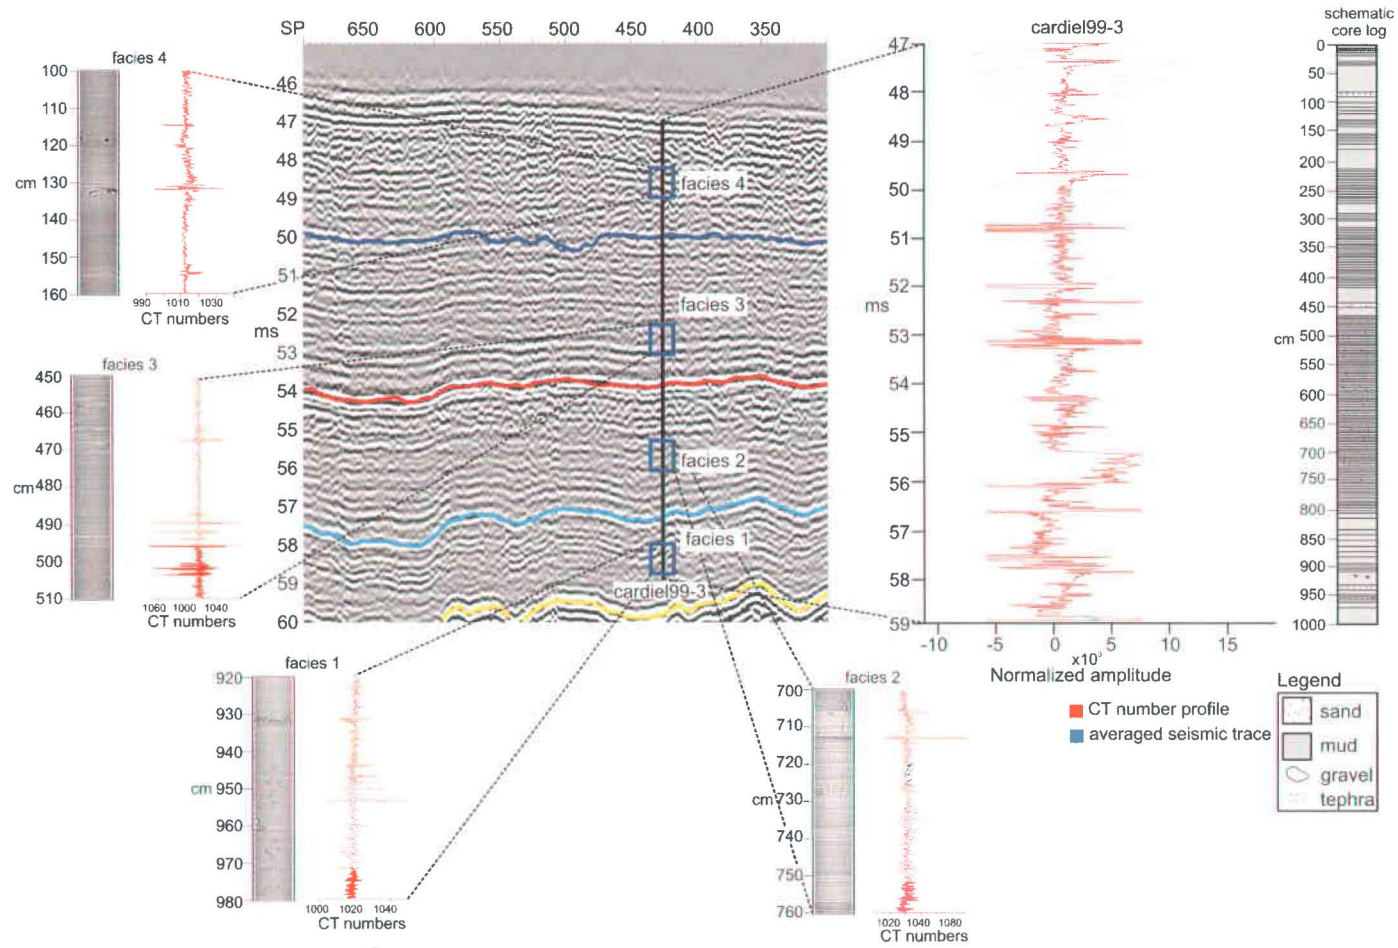 SP 650 600 550 500 450 400 350
46
47
48
49
50
51
52
ms
53
54
55
56
57
58
59
60
facies 4
facies 3
facies 2
facies 1
cardiel99-3
facies 4
100
110
120
cm 130
140
150
160
990 1010 1030
CT numbers
facies 3
450
460
470
cm 480
490
500
510
1060 1000 1040
CT numbers
facies 1
920
930
940
cm 950
960
970
980
1000 1020 1040
CT numbers
facies 2
700
710
720
cm 730
740
750
760
1020 1040 1080
CT numbers
cardiel99-3
47
48
49
50
51
52
ms
53
54
55
56
57
58
59
-10 -5 0 5 10 15
x10³
Normalized amplitude
CT number profile
averaged seismic trace
schematic
core log
0
50
100
150
200
250
300
350
400
450
cm 500
550
600
650
700
750
800
850
900
950
1000
Legend
sand
mud
gravel
tephra